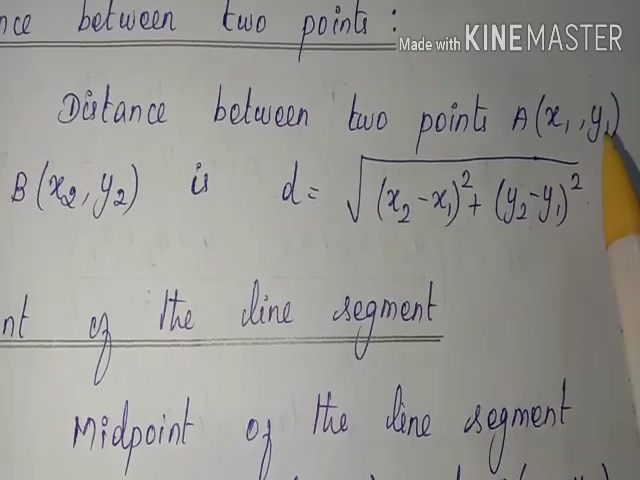 nce between two points:
Made with KINEMASTER
Distance between two points A(x₁, y₁)
B(x₂, y₂) is d = √(x₂-x₁)² + (y₂-y₁)²
nt of the line segment
Midpoint of the line segment